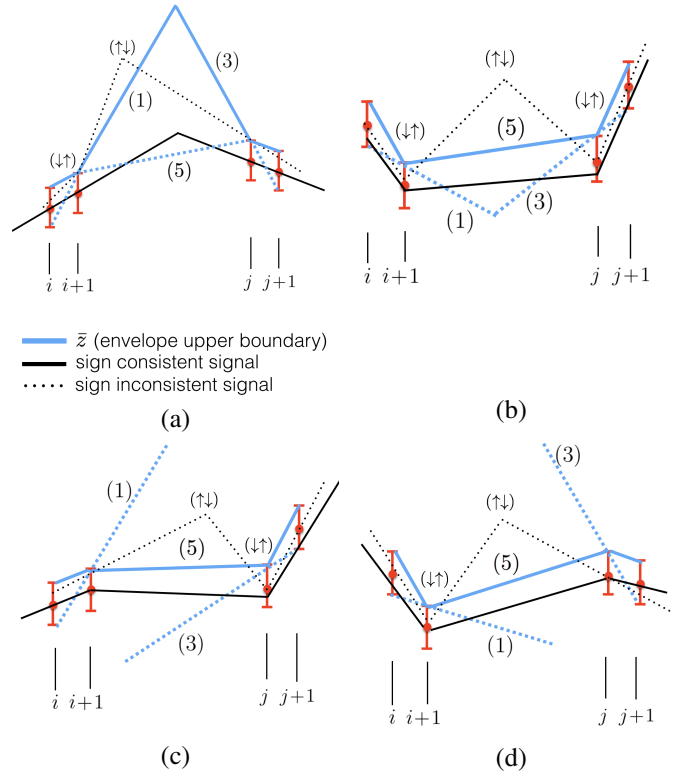 (↑↓)
(3)
(1)
(↓↑)
(5)
i i+1 j j+1
z̄ (envelope upper boundary)
sign consistent signal
sign inconsistent signal
(a)
(↑↓)
(↓↑)
(↓↑)
(5)
(1)
(3)
i i+1 j j+1
(b)
(1)
(↑↓)
(5)
(↓↑)
(3)
i i+1 j j+1
(c)
(3)
(↑↓)
(5)
(↓↑)
(1)
i i+1 j j+1
(d)